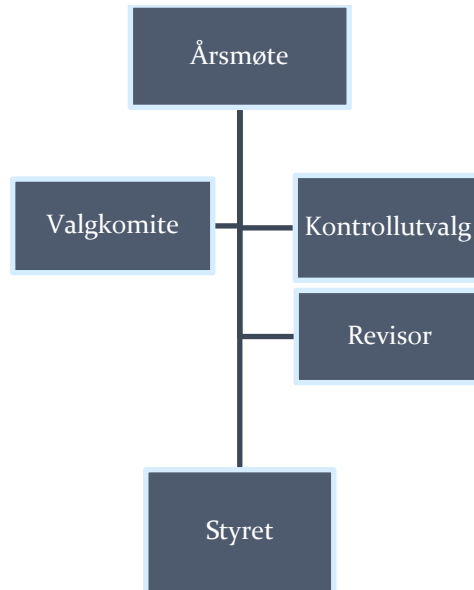 Årsmøte
Valgkomite
Kontrollutvalg
Revisor
Styret